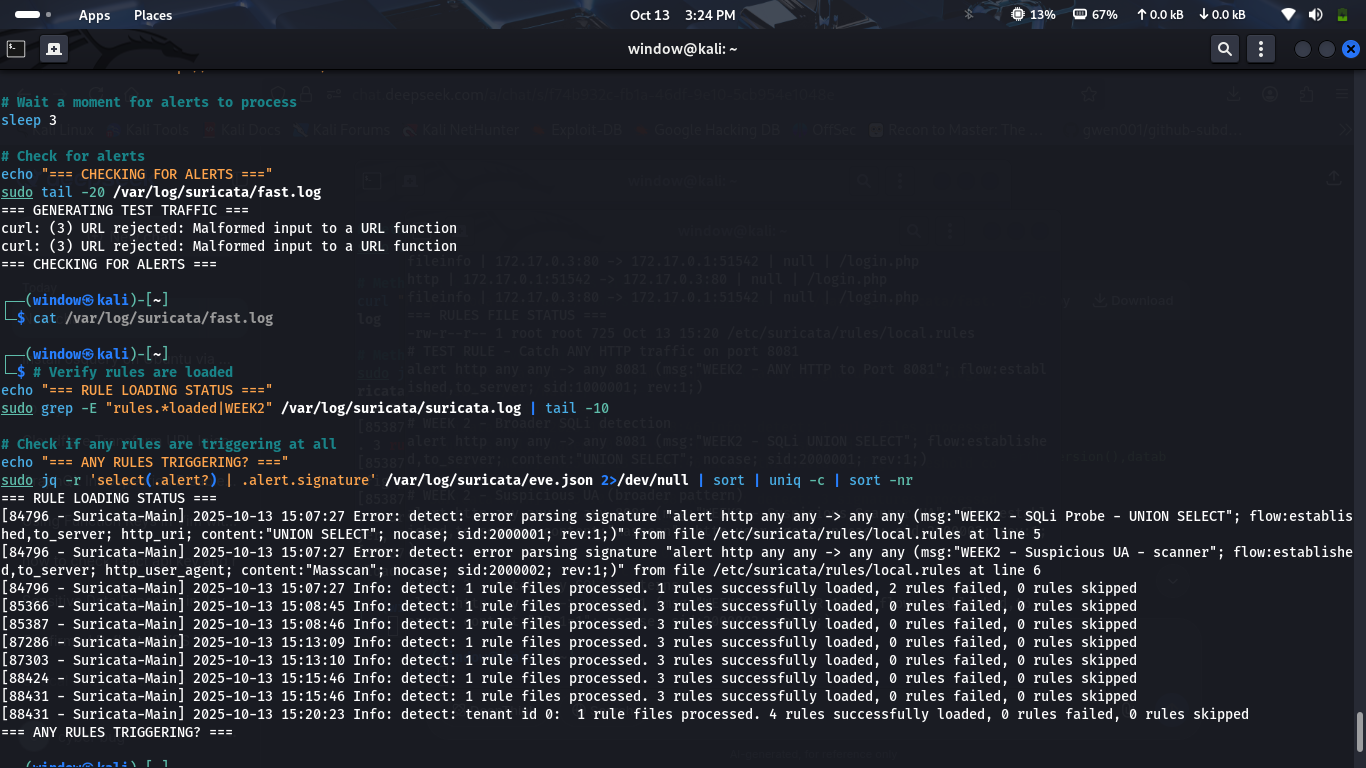 Apps Places Oct 13 3:24 PM 13% 67% 0.0 kB 0.0 kB
window@kali: ~
# Wait a moment for alerts to process
sleep 3
# Check for alerts
echo "=== CHECKING FOR ALERTS ==="
sudo tail -20 /var/log/suricata/fast.log
=== GENERATING TEST TRAFFIC ===
curl: (3) URL rejected: Malformed input to a URL function
curl: (3) URL rejected: Malformed input to a URL function
=== CHECKING FOR ALERTS ===
┌──(window㉿kali)-[~]
└─$ cat /var/log/suricata/fast.log
┌──(window㉿kali)-[~]
└─$ # Verify rules are loaded
echo "=== RULE LOADING STATUS ==="
sudo grep -E "rules.*loaded|WEEK2" /var/log/suricata/suricata.log | tail -10
# Check if any rules are triggering at all
echo "=== ANY RULES TRIGGERING? ==="
sudo jq -r 'select(.alert?) | .alert.signature' /var/log/suricata/eve.json 2>/dev/null | sort | uniq -c | sort -nr
=== RULE LOADING STATUS ===
[84796 - Suricata-Main] 2025-10-13 15:07:27 Error: detect: error parsing signature "alert http any any -> any any (msg:"WEEK2 - SQLi Probe - UNION SELECT"; flow:establis
hed,to_server; http_uri; content:"UNION SELECT"; nocase; sid:2000001; rev:1;)" from file /etc/suricata/rules/local.rules at line 5
[84796 - Suricata-Main] 2025-10-13 15:07:27 Error: detect: error parsing signature "alert http any any -> any any (msg:"WEEK2 - Suspicious UA - scanner"; flow:establishe
d,to_server; http_user_agent; content:"Masscan"; nocase; sid:2000002; rev:1;)" from file /etc/suricata/rules/local.rules at line 6
[84796 - Suricata-Main] 2025-10-13 15:07:27 Info: detect: 1 rule files processed. 1 rules successfully loaded, 2 rules failed, 0 rules skipped
[85366 - Suricata-Main] 2025-10-13 15:08:45 Info: detect: 1 rule files processed. 3 rules successfully loaded, 0 rules failed, 0 rules skipped
[85387 - Suricata-Main] 2025-10-13 15:08:46 Info: detect: 1 rule files processed. 3 rules successfully loaded, 0 rules failed, 0 rules skipped
[87286 - Suricata-Main] 2025-10-13 15:13:09 Info: detect: 1 rule files processed. 3 rules successfully loaded, 0 rules failed, 0 rules skipped
[87303 - Suricata-Main] 2025-10-13 15:13:10 Info: detect: 1 rule files processed. 3 rules successfully loaded, 0 rules failed, 0 rules skipped
[88424 - Suricata-Main] 2025-10-13 15:15:46 Info: detect: 1 rule files processed. 3 rules successfully loaded, 0 rules failed, 0 rules skipped
[88431 - Suricata-Main] 2025-10-13 15:15:46 Info: detect: 1 rule files processed. 3 rules successfully loaded, 0 rules failed, 0 rules skipped
[88431 - Suricata-Main] 2025-10-13 15:20:23 Info: detect: tenant id 0:  1 rule files processed. 4 rules successfully loaded, 0 rules failed, 0 rules skipped
=== ANY RULES TRIGGERING? ===